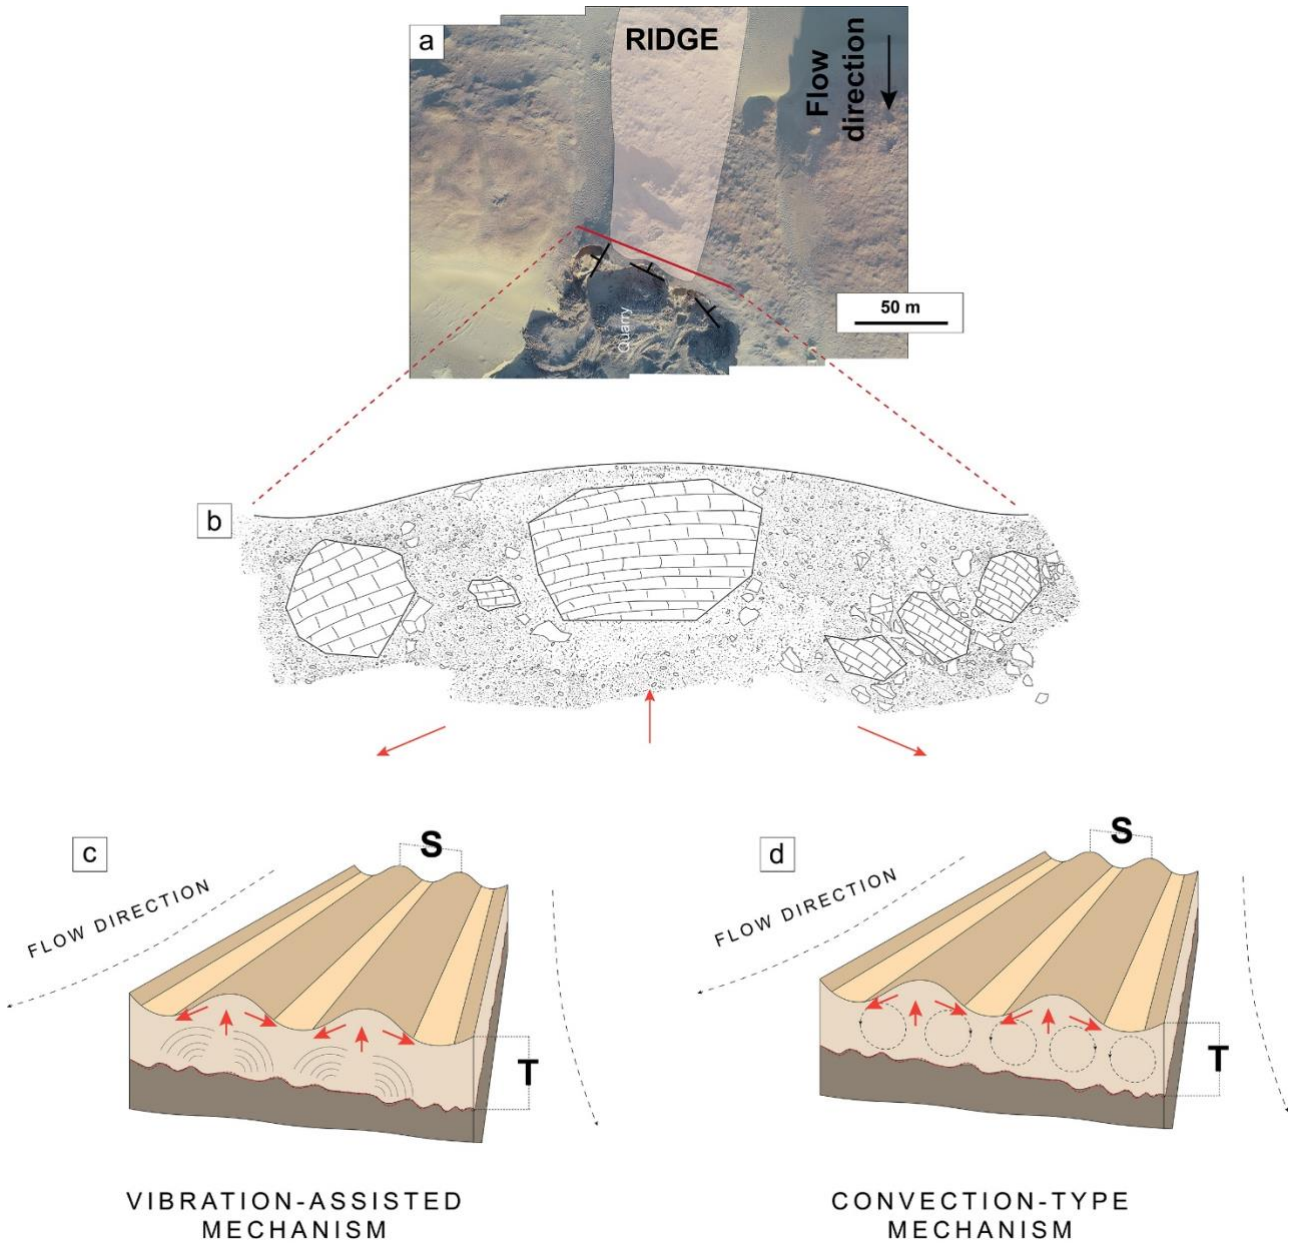 a
RIDGE
Flow
direction
Quarry
50 m
b
c
S
FLOW DIRECTION
T
VIBRATION-ASSISTED
MECHANISM
d
S
FLOW DIRECTION
T
CONVECTION-TYPE
MECHANISM